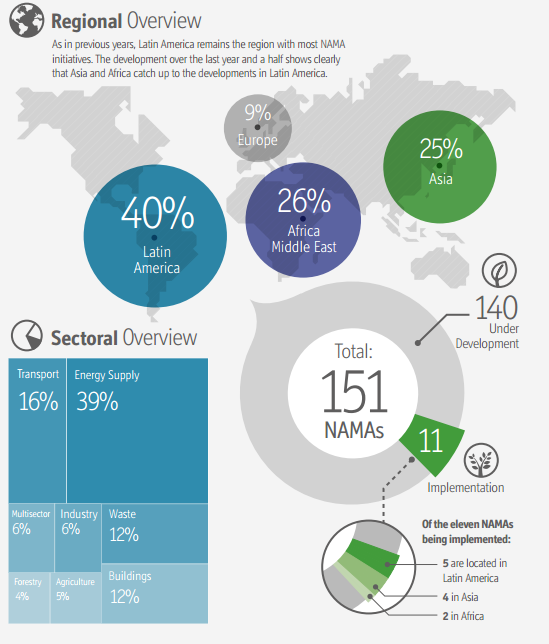 Regional Overview
As in previous years, Latin America remains the region with most NAMA
initiatives. The development over the last year and a half shows clearly
that Asia and Africa catch up to the developments in Latin America.
9%
Europe
25%
Asia
40%
Latin
America
26%
Africa
Middle East
140
Under
Development
Total:
151
NAMAs
11
Implementation
Sectoral Overview
Transport
16%
Energy Supply
39%
Multisector
6%
Industry
6%
Waste
12%
Forestry
4%
Agriculture
5%
Buildings
12%
Of the eleven NAMAs
being implemented:
5 are located in
Latin America
4 in Asia
2 in Africa